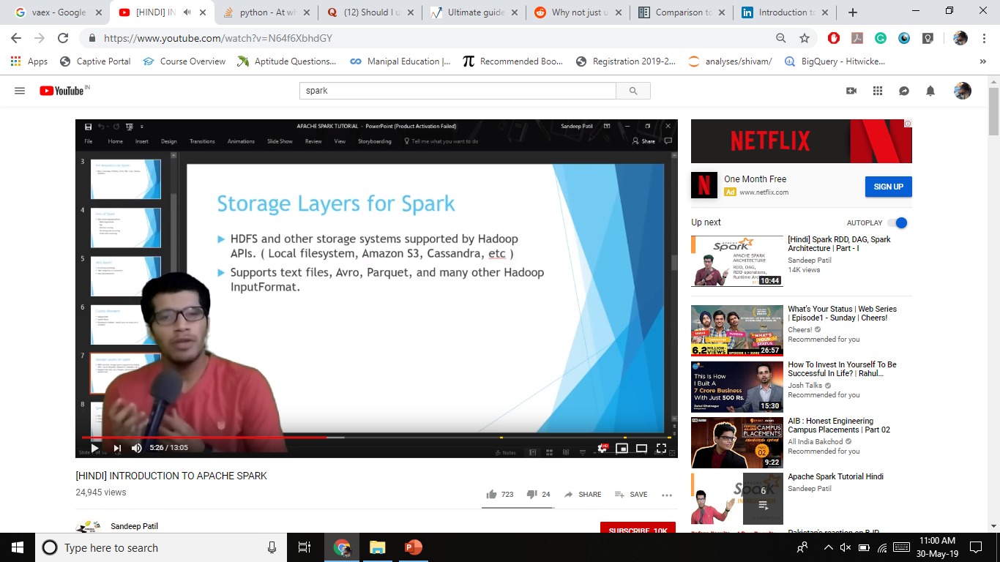 vaex - Google
[HINDI] IN
python - At wh
(12) Should I u
Ultimate guide
Why not just u
Comparison to
Introduction to
https://www.youtube.com/watch?v=N64f6XbhdGY
Apps
Captive Portal
Course Overview
Aptitude Questions...
Manipal Education |...
Recommended Boo...
Registration 2019-2...
analyses/shivam/
BigQuery - Hitwicke...
YouTube IN
spark
APACHE SPARK TUTORIAL - PowerPoint (Product Activation Failed)
Sandeep Patil
File Home Insert Design Transitions Animations Slide Show Review View Storyboarding Tell me what you want to do
Share
3
4
5
6
7
8
Storage Layers for Spark
HDFS and other storage systems supported by Hadoop
APIs. ( Local filesystem, Amazon S3, Cassandra, etc )
Supports text files, Avro, Parquet, and many other Hadoop
InputFormat.
Storage Layers for Spark
5:26 / 13:05
HD
Notes
[HINDI] INTRODUCTION TO APACHE SPARK
24,945 views
723
24
SHARE
SAVE
Sandeep Patil
SUBSCRIBE 10K
NETFLIX
One Month Free
Ad www.netflix.com
SIGN UP
Up next
AUTOPLAY
APACHE
Spark
APACHE SPARK
ARCHITECTURE
RDD, DAG,
RDD operations,
10:44
[Hindi] Spark RDD, DAG, Spark
Architecture | Part - I
Sandeep Patil
14K views
6.2 MILLION+
VIEWS
WHAT'S
YOUR
STATUS
26:57
What's Your Status | Web Series
| Episode1 - Sunday | Cheers!
Cheers!
Recommended for you
This Is How
I Built A
7 Crore Business
With Just 500 Rs.
15:30
How To Invest In Yourself To Be
Successful In Life? | Rahul...
Josh Talks
Recommended for you
CAMPUS
PLACEMENTS
PART
02
9:22
AIB : Honest Engineering
Campus Placements | Part 02
All India Bakchod
Recommended for you
Spark
6
Apache Spark Tutorial Hindi
Sandeep Patil
Type here to search
11:00 AM
30-May-19